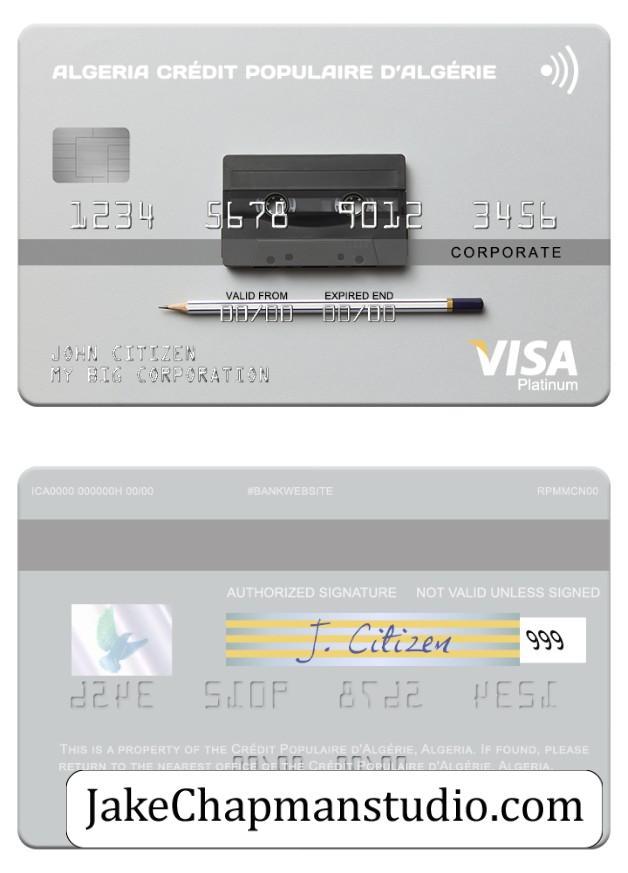 ALGERIA CRÉDIT POPULAIRE D'ALGÉRIE
1234 5678 9012 3456
CORPORATE
VALID FROM EXPIRED END
00/00 00/00
JOHN CITIZEN
MY BIG CORPORATION
VISA
Platinum
ICA0000 000000H 00/00 #BANKWEBSITE RPMMCN00
AUTHORIZED SIGNATURE NOT VALID UNLESS SIGNED
J. Citizen 999
THIS IS A PROPERTY OF THE CRÉDIT POPULAIRE D'ALGÉRIE, ALGERIA. IF FOUND, PLEASE
RETURN TO THE NEAREST OFFICE OF THE CRÉDIT POPULAIRE D'ALGÉRIE, ALGERIA.
JakeChapmanstudio.com